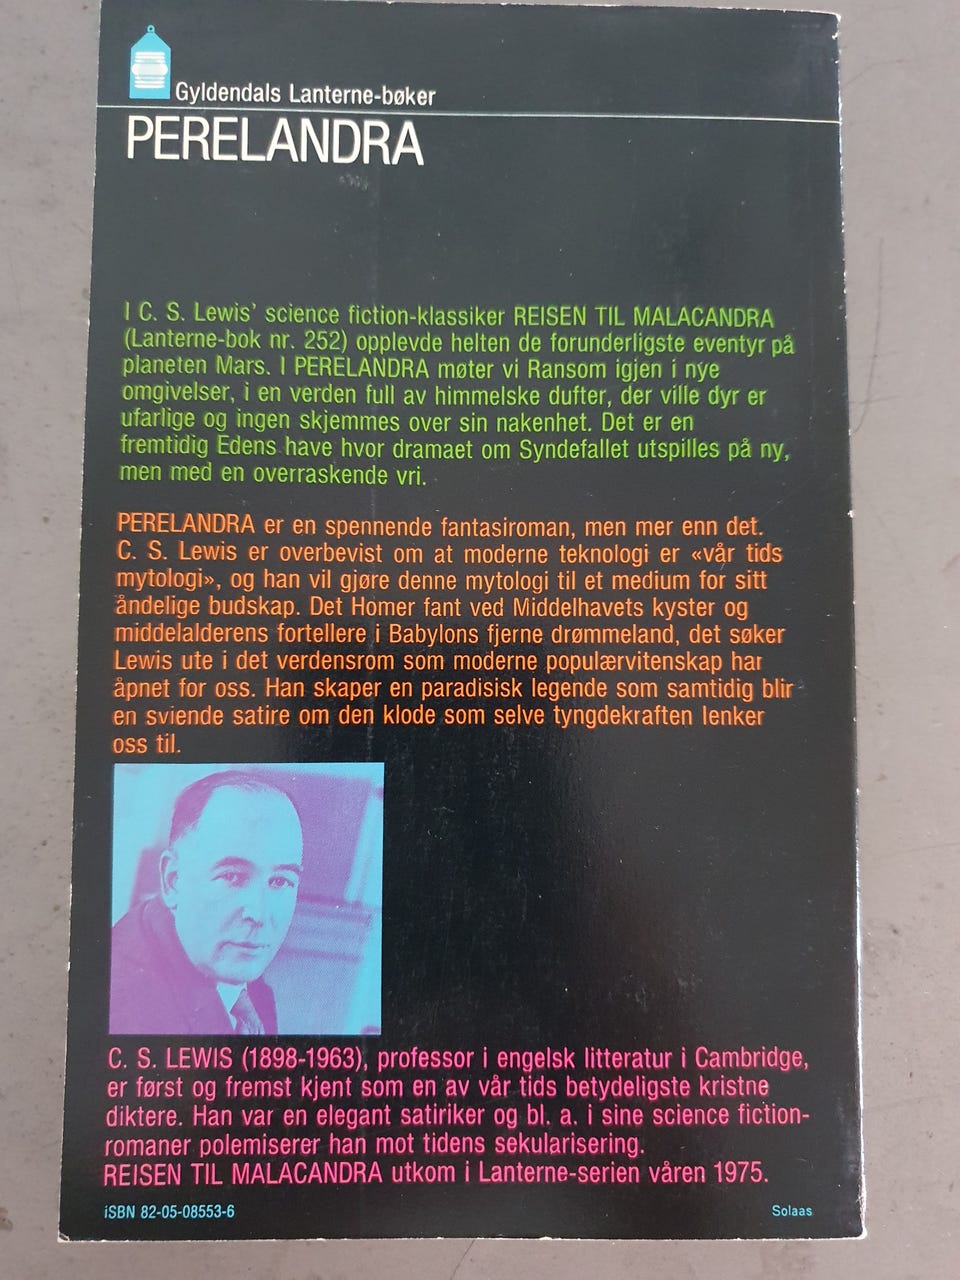 Gyldendals Lanterne-bøker
PERELANDRA
I C. S. Lewis' science fiction-klassiker REISEN TIL MALACANDRA
(Lanterne-bok nr. 252) opplevde helten de forunderligste eventyr på
planeten Mars. I PERELANDRA møter vi Ransom igjen i nye
omgivelser, i en verden full av himmelske dufter, der ville dyr er
ufarlige og ingen skjemmes over sin nakenhet. Det er en
fremtidig Edens have hvor dramaet om Syndefallet utspilles på ny,
men med en overraskende vri.
PERELANDRA er en spennende fantasiroman, men mer enn det.
C. S. Lewis er overbevist om at moderne teknologi er «vår tids
mytologi», og han vil gjøre denne mytologi til et medium for sitt
åndelige budskap. Det Homer fant ved Middelhavets kyster og
middelalderens fortellere i Babylons fjerne drømmeland, det søker
Lewis ute i det verdensrom som moderne populærvitenskap har
åpnet for oss. Han skaper en paradisisk legende som samtidig blir
en sviende satire om den klode som selve tyngdekraften lenker
oss til.
C. S. LEWIS (1898-1963), professor i engelsk litteratur i Cambridge,
er først og fremst kjent som en av vår tids betydeligste kristne
diktere. Han var en elegant satiriker og bl. a. i sine science fiction-
romaner polemiserer han mot tidens sekularisering.
REISEN TIL MALACANDRA utkom i Lanterne-serien våren 1975.
ISBN 82-05-08553-6
Solaas